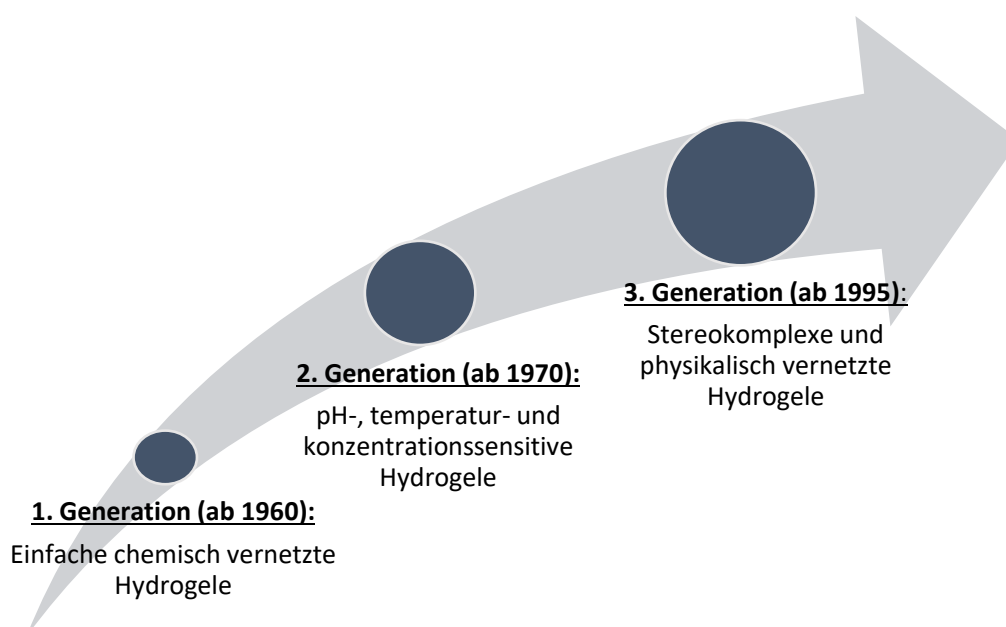 1. Generation (ab 1960):
Einfache chemisch vernetzte
Hydrogele
2. Generation (ab 1970):
pH-, temperatur- und
konzentrationssensitive
Hydrogele
3. Generation (ab 1995):
Stereokomplexe und
physikalisch vernetzte
Hydrogele